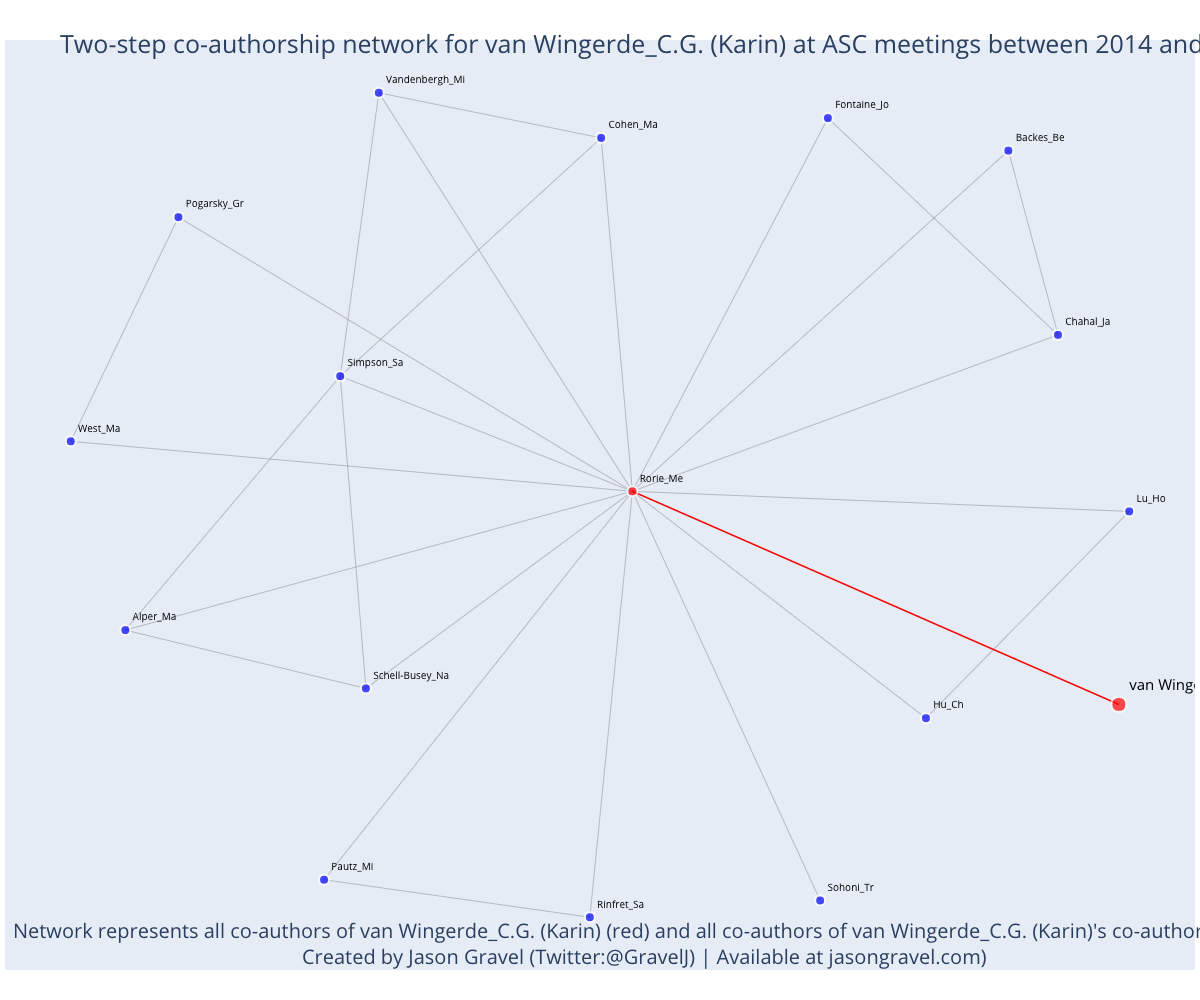 Two-step co-authorship network for van Wingerde_C.G. (Karin) at ASC meetings between 2014 and
Vandenbergh_Mi
Fontaine_Jo
Cohen_Ma
Backes_Be
Pogarsky_Gr
Chahal_Ja
Simpson_Sa
West_Ma
Rorie_Me
Lu_Ho
Alper_Ma
Schell-Busey_Na
van Wing
Hu_Ch
Pautz_Mi
Sohoni_Tr
Rinfret_Sa
Network represents all co-authors of van Wingerde_C.G. (Karin) (red) and all co-authors of van Wingerde_C.G. (Karin)'s co-author
Created by Jason Gravel (Twitter:@GravelJ) | Available at jasongravel.com)